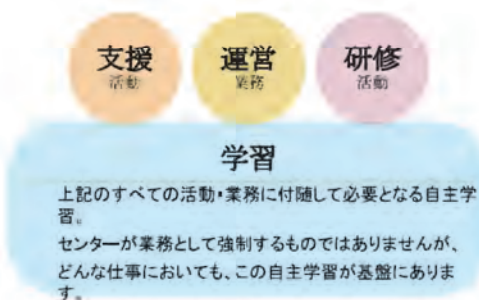 支援 運営 研修
活動 業務 活動
学習
上記のすべての活動・業務に付随して必要となる自主学
習。
センターが業務として強制するものではありませんが、
どんな仕事においても、この自主学習が基盤にありま
す。